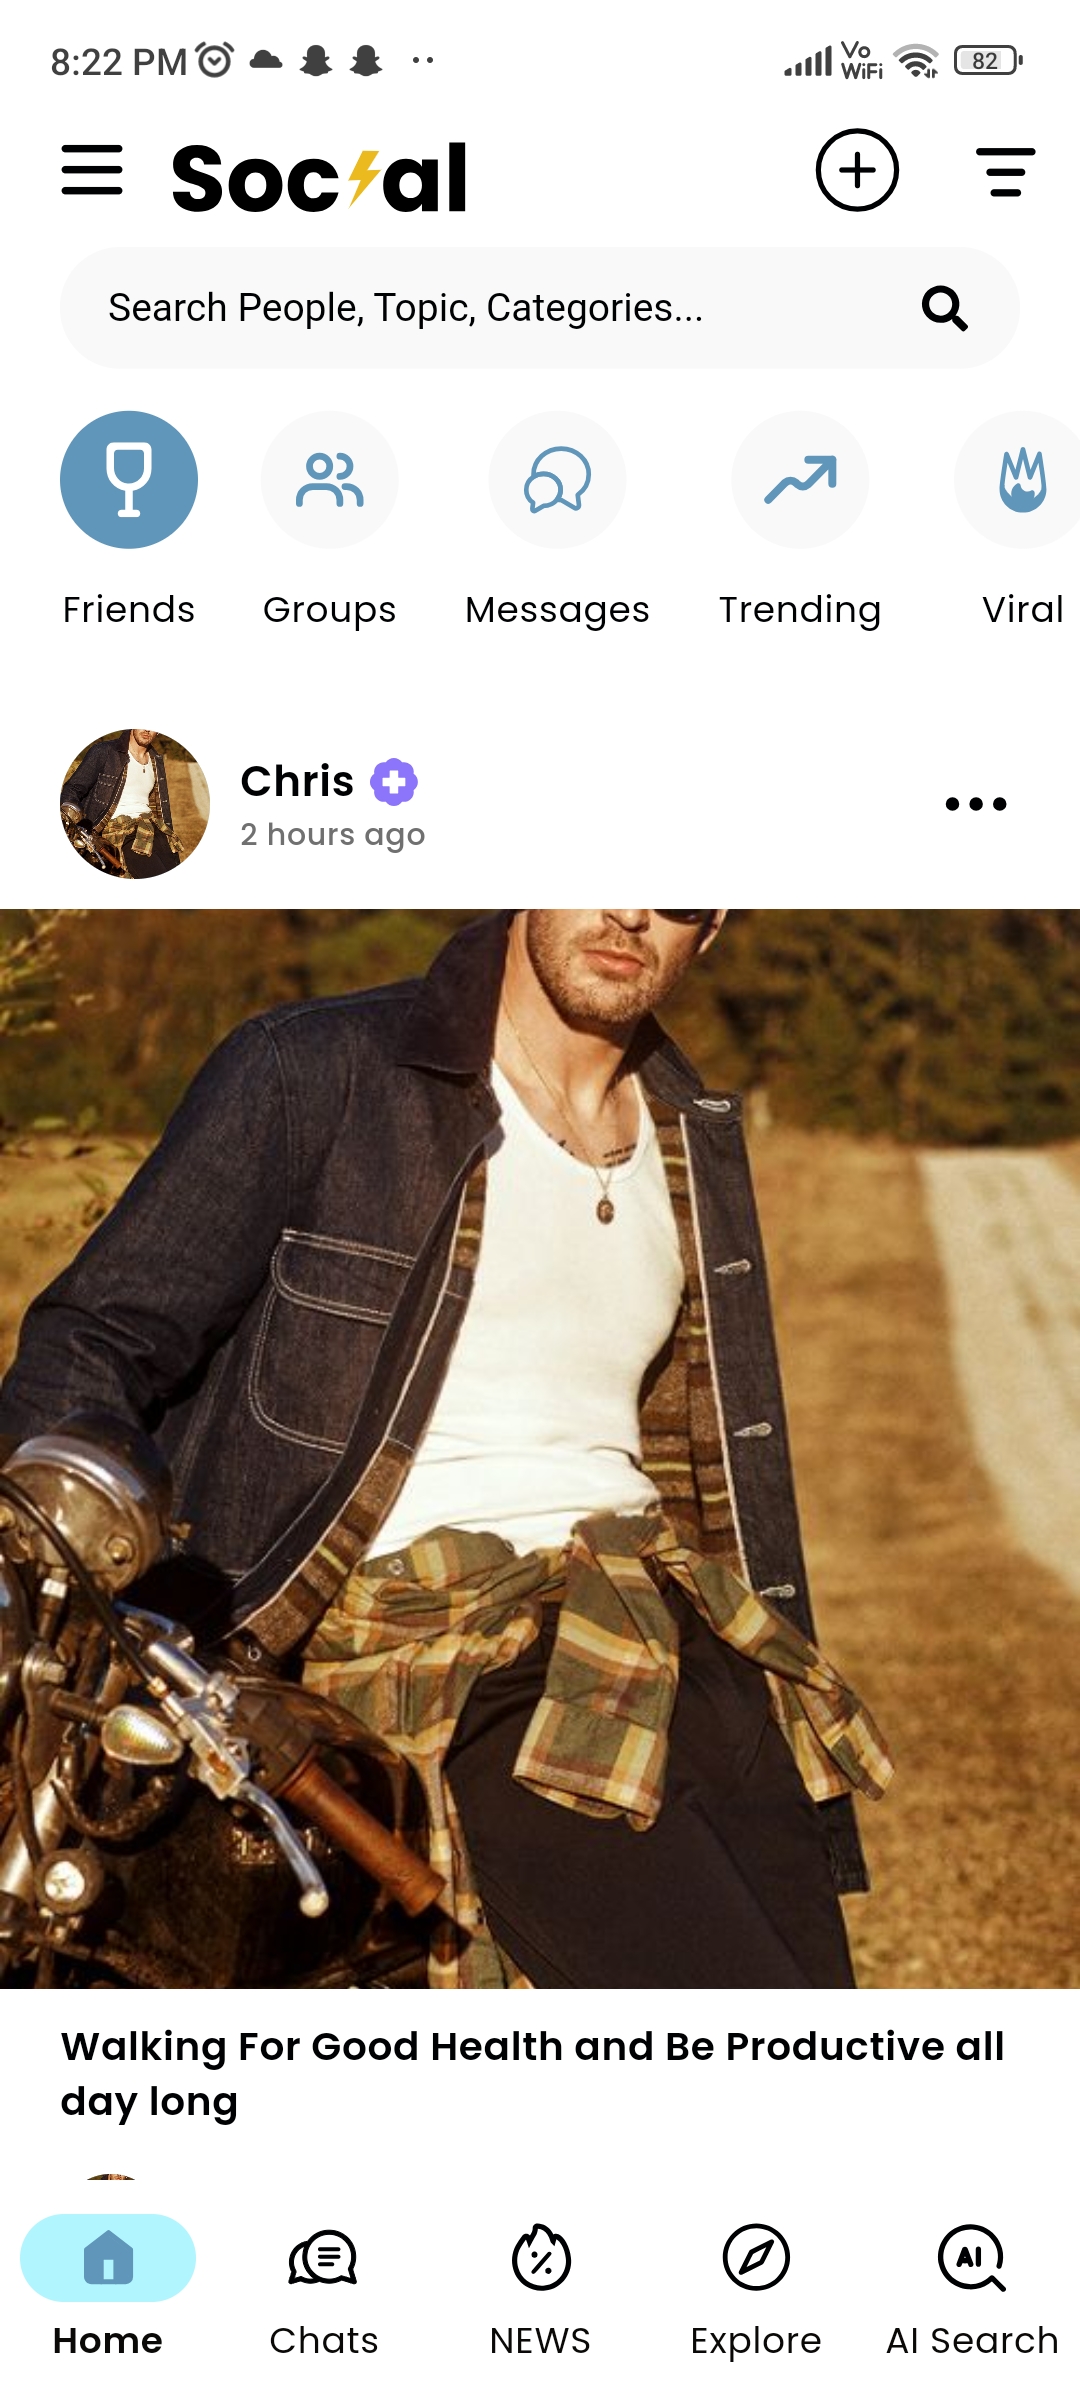 8:22 PM
Vo
WiFi
82
Soc⚡al
Search People, Topic, Categories...
Friends
Groups
Messages
Trending
Viral
Chris
2 hours ago
Walking For Good Health and Be Productive all
day long
Home
Chats
NEWS
Explore
AI
AI Search